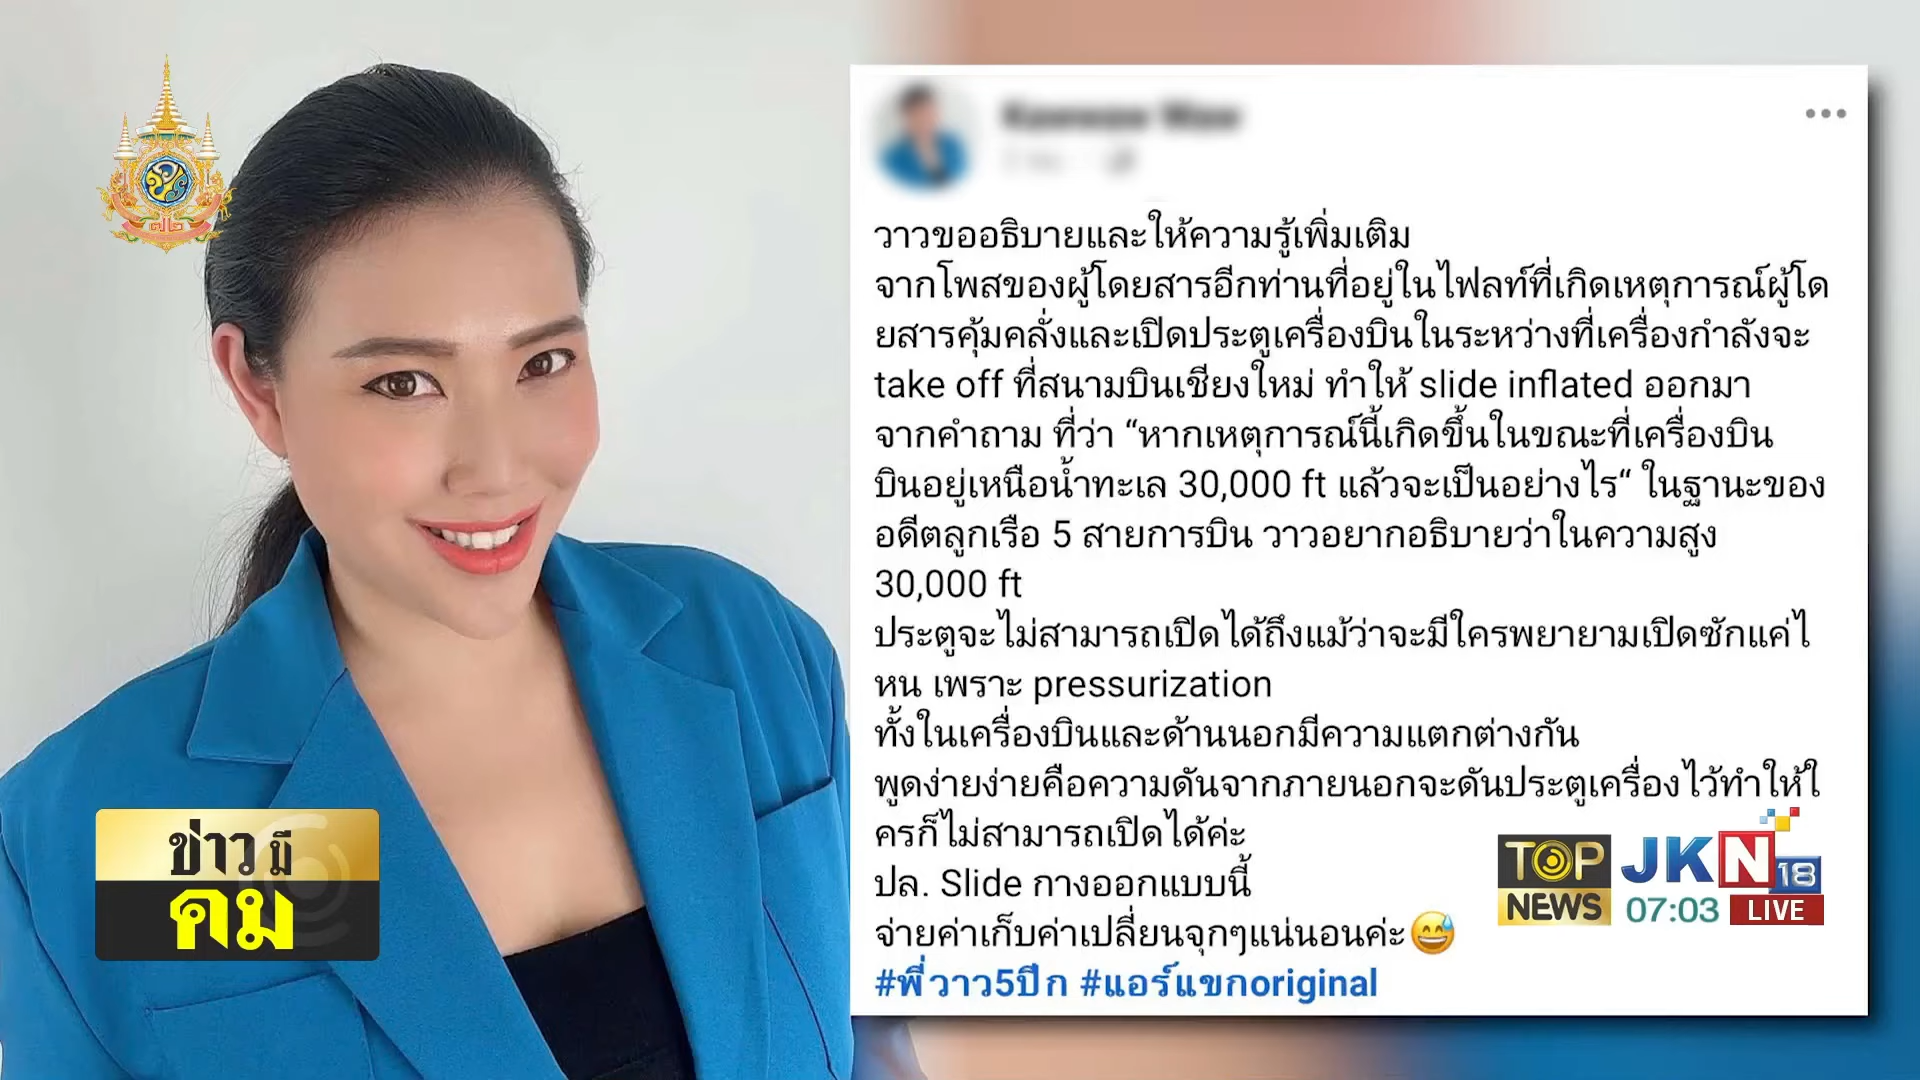 วาวขออธิบายและให้ความรู้เพิ่มเติม
จากโพสของผู้โดยสารอีกท่านที่อยู่ในไฟลท์ที่เกิดเหตุการณ์ผู้โด
ยสารคุ้มคลั่งและเปิดประตูเครื่องบินในระหว่างที่เครื่องกำลังจะ
take off ที่สนามบินเชียงใหม่ ทำให้ slide inflated ออกมา
จากคำถาม ที่ว่า “หากเหตุการณ์นี้เกิดขึ้นในขณะที่เครื่องบิน
บินอยู่เหนือน้ำทะเล 30,000 ft แล้วจะเป็นอย่างไร“ ในฐานะของ
อดีตลูกเรือ 5 สายการบิน วาวอยากอธิบายว่าในความสูง
30,000 ft
ประตูจะไม่สามารถเปิดได้ถึงแม้ว่าจะมีใครพยายามเปิดซักแค่ไ
หน เพราะ pressurization
ทั้งในเครื่องบินและด้านนอกมีความแตกต่างกัน
พูดง่ายง่ายคือความดันจากภายนอกจะดันประตูเครื่องไว้ทำให้ใ
ครก็ไม่สามารถเปิดได้ค่ะ
ปล. Slide กางออกแบบนี้
จ่ายค่าเก็บค่าเปลี่ยนจุกๆแน่นอนค่ะ😅
#พี่วาว5ปีก #แอร์แขกoriginal
ข่าวมี
คม
TOP
NEWS
JKN
18
07:03
LIVE